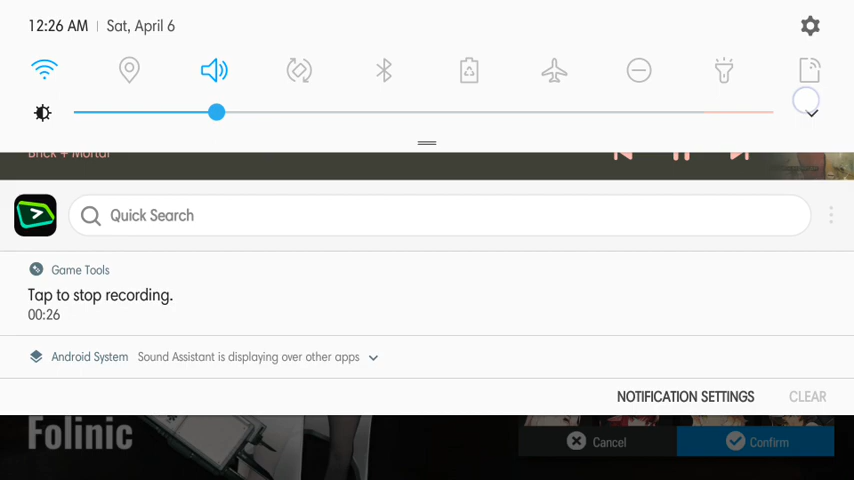 12:26 AM | Sat, April 6
Brick + Mortar
Quick Search
Game Tools
Tap to stop recording.
00:26
Android System Sound Assistant is displaying over other apps
NOTIFICATION SETTINGS CLEAR
Folinic
Cancel Confirm